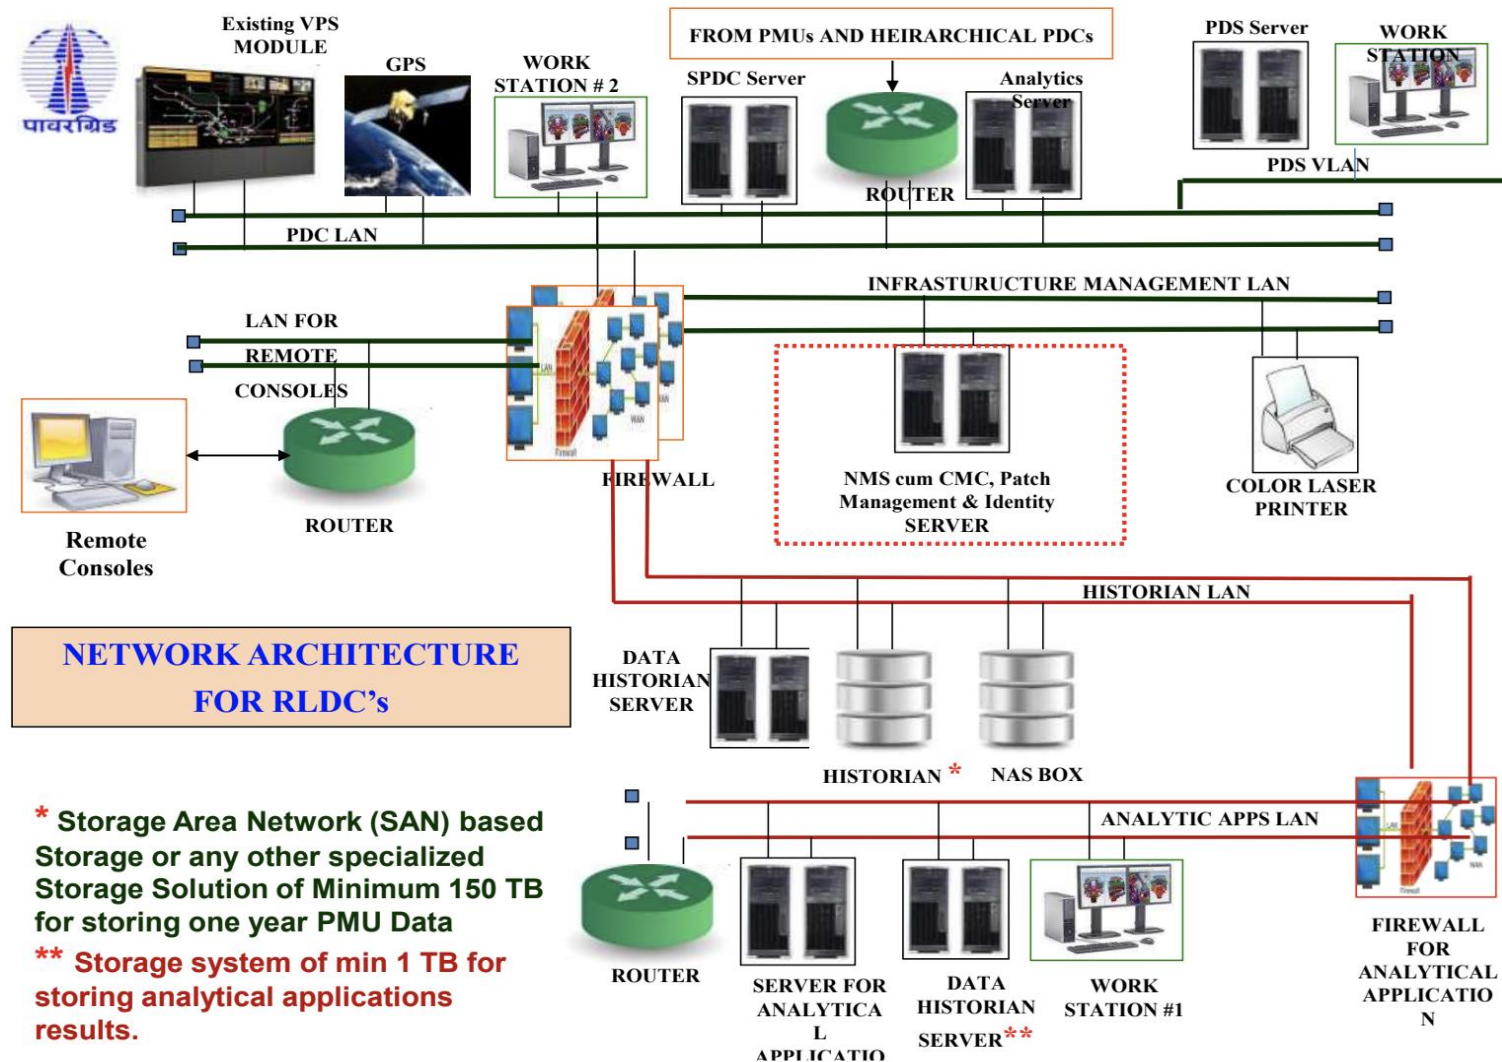 पावरग्रिड
Existing VPS
MODULE
GPS
WORK
STATION # 2
FROM PMUs AND HEIRARCHICAL PDCs
SPDC Server
Analytics
Server
ROUTER
PDS Server
WORK
STATION
PDS VLAN
PDC LAN
INFRASTURUCTURE MANAGEMENT LAN
LAN FOR
REMOTE
CONSOLES
LAN
WAN
Firewall
FIREWALL
ROUTER
Remote
Consoles
NMS cum CMC, Patch
Management & Identity
SERVER
COLOR LASER
PRINTER
HISTORIAN LAN
NETWORK ARCHITECTURE
FOR RLDC’s
DATA
HISTORIAN
SERVER
HISTORIAN *
NAS BOX
ANALYTIC APPS LAN
* Storage Area Network (SAN) based
Storage or any other specialized
Storage Solution of Minimum 150 TB
for storing one year PMU Data
** Storage system of min 1 TB for
storing analytical applications
results.
ROUTER
SERVER FOR
ANALYTICA
L
APPLICATIO
DATA
HISTORIAN
SERVER**
WORK
STATION #1
LAN
Firewall
FIREWALL
FOR
ANALYTICAL
APPLICATIO
N